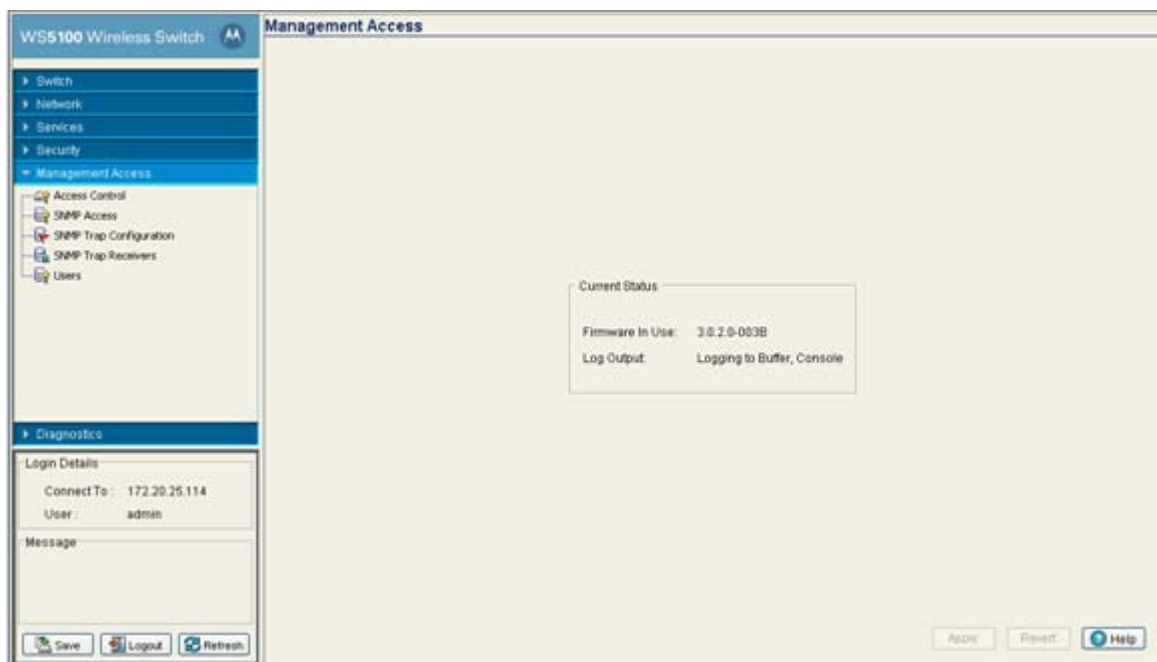 WS5100 Wireless Switch
Switch
Network
Services
Security
Management Access
Access Control
SNMP Access
SNMP Trap Configuration
SNMP Trap Receivers
Users
Diagnostics
Login Details
Connect To : 172.20.25.114
User : admin
Message
Save Logout Refresh
Management Access
Current Status
Firmware In Use: 3.0.2.0-003B
Log Output: Logging to Buffer, Console
Apply Revert Help